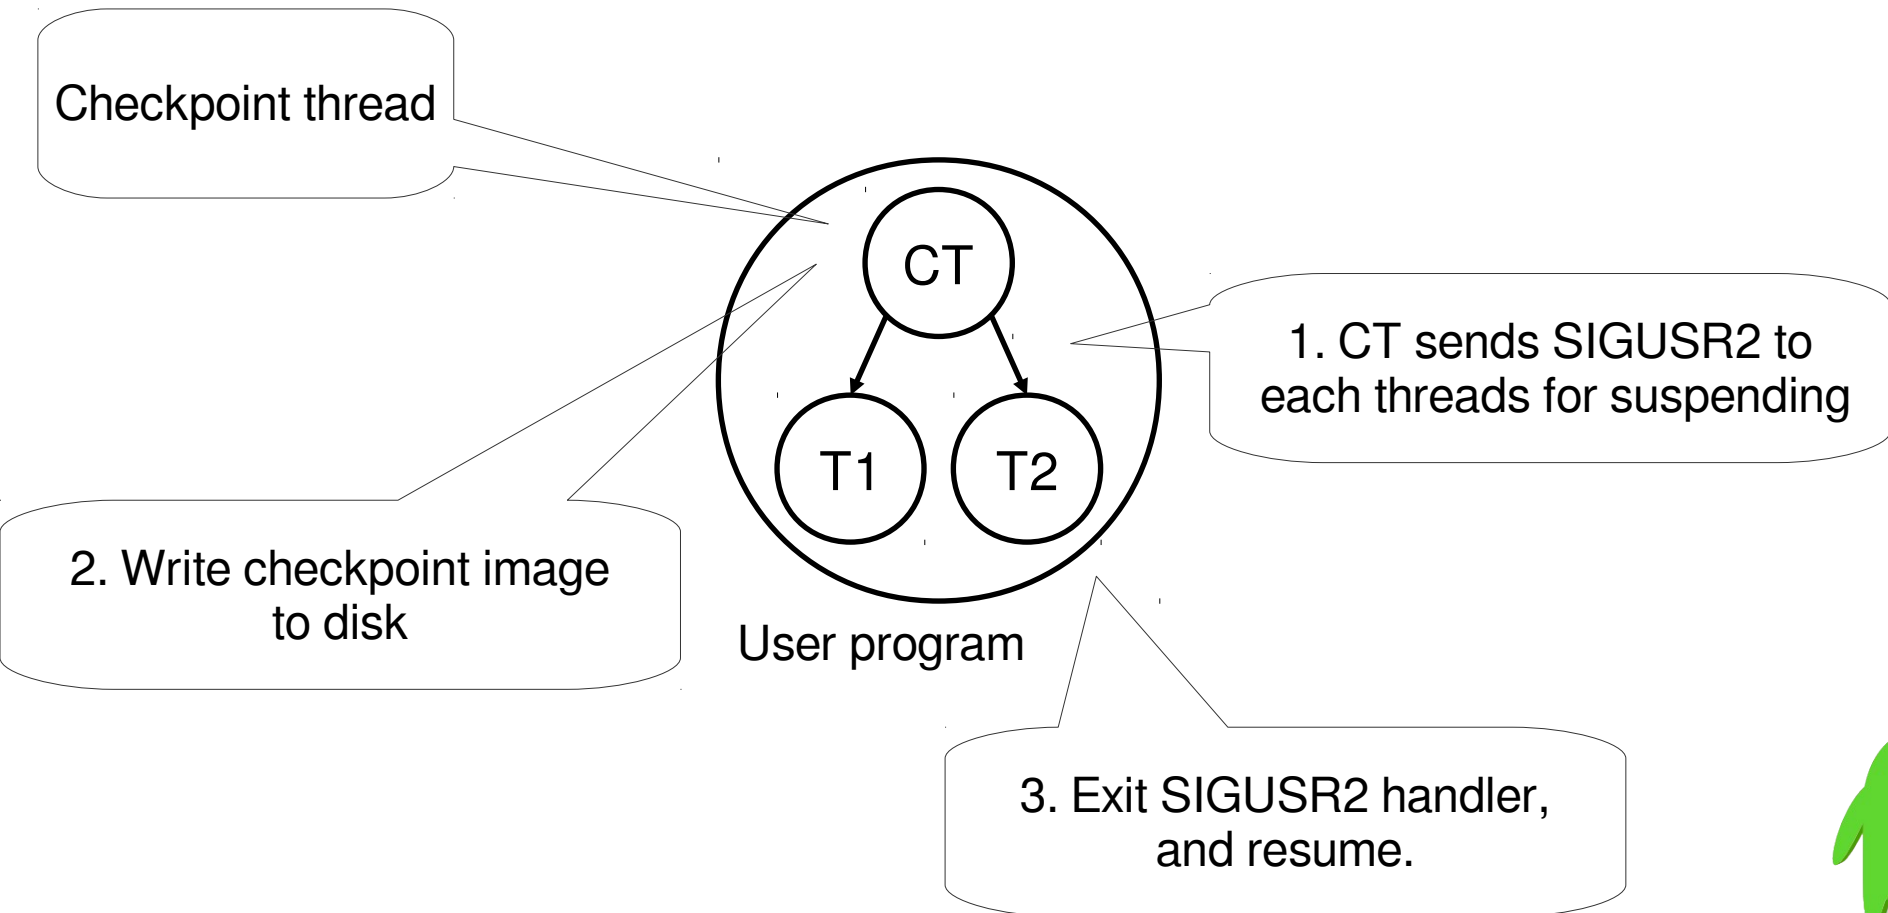 Checkpoint thread
CT
1. CT sends SIGUSR2 to
each threads for suspending
T1
T2
2. Write checkpoint image
to disk
User program
3. Exit SIGUSR2 handler,
and resume.